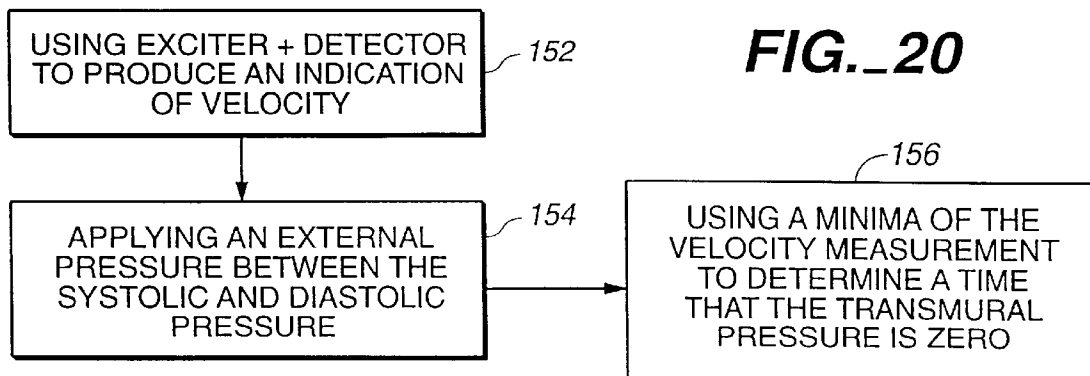 USING EXCITER + DETECTOR
TO PRODUCE AN INDICATION
OF VELOCITY
152
FIG._20
APPLYING AN EXTERNAL
PRESSURE BETWEEN THE
SYSTOLIC AND DIASTOLIC
PRESSURE
154
156
USING A MINIMA OF THE
VELOCITY MEASUREMENT
TO DETERMINE A TIME
THAT THE TRANSMURAL
PRESSURE IS ZERO